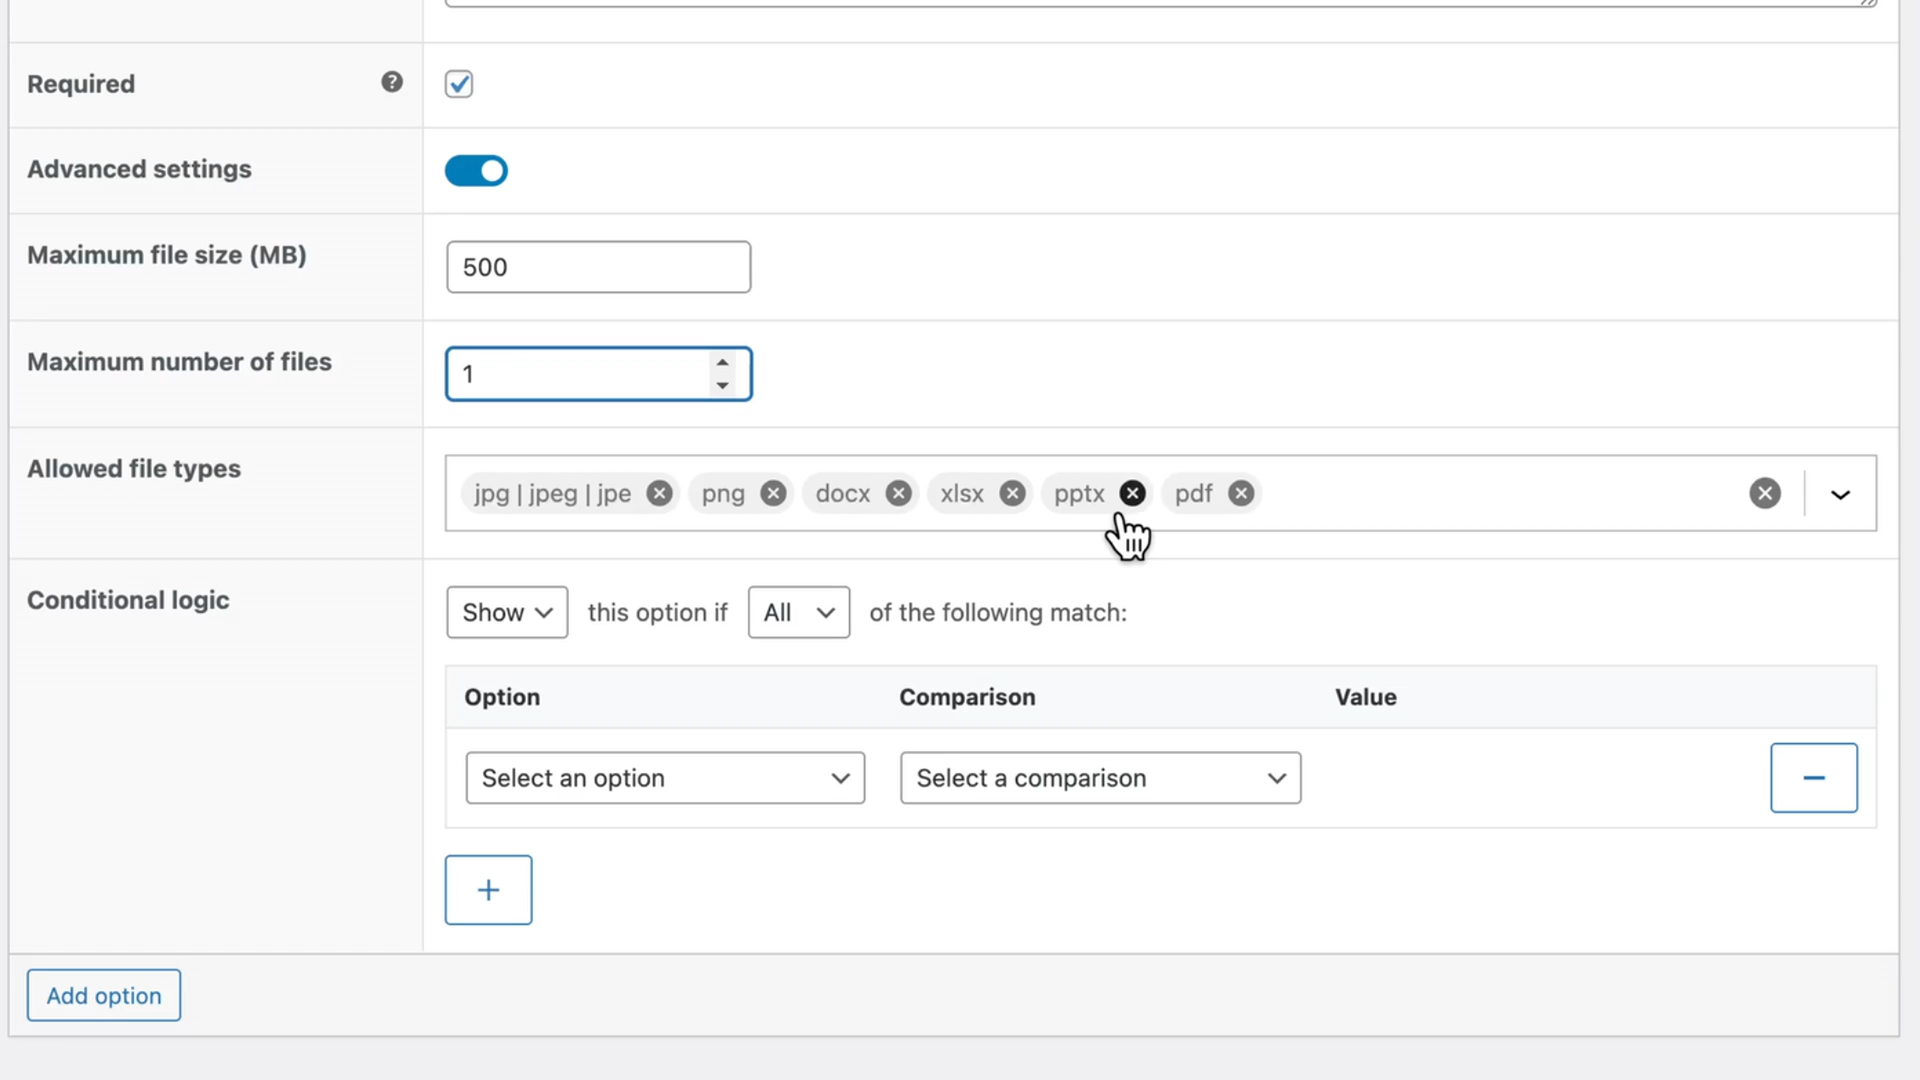 Required ?
Advanced settings
Maximum file size (MB) 500
Maximum number of files 1
Allowed file types jpg | jpeg | jpe png docx xlsx pptx pdf
Conditional logic Show this option if All of the following match:
Option Comparison Value
Select an option Select a comparison
Add option